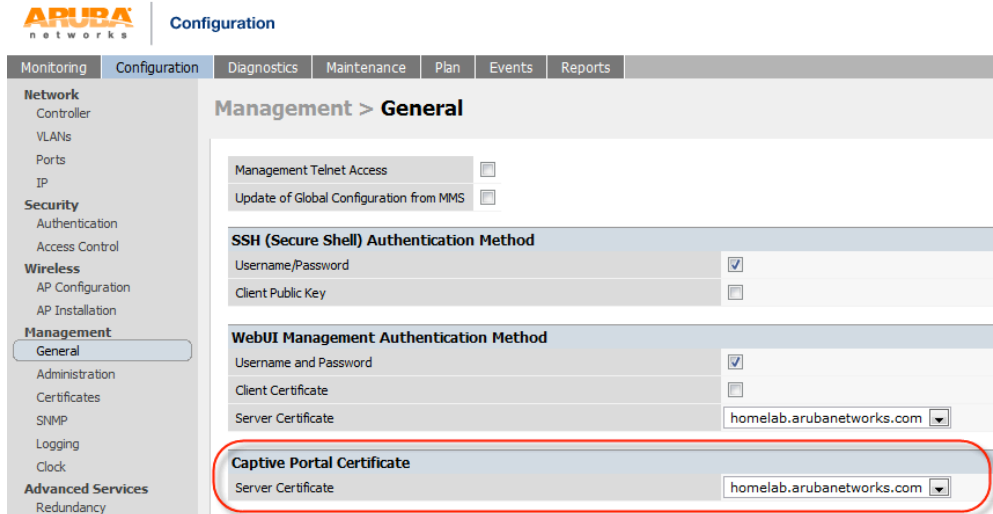 ARUBA
networks
Configuration
Monitoring Configuration Diagnostics Maintenance Plan Events Reports
Network
Controller
VLANs
Ports
IP
Security
Authentication
Access Control
Wireless
AP Configuration
AP Installation
Management
General
Administration
Certificates
SNMP
Logging
Clock
Advanced Services
Redundancy
Management > General
Management Telnet Access
Update of Global Configuration from MMS
SSH (Secure Shell) Authentication Method
Username/Password
Client Public Key
WebUI Management Authentication Method
Username and Password
Client Certificate
Server Certificate homelab.arubanetworks.com
Captive Portal Certificate
Server Certificate homelab.arubanetworks.com